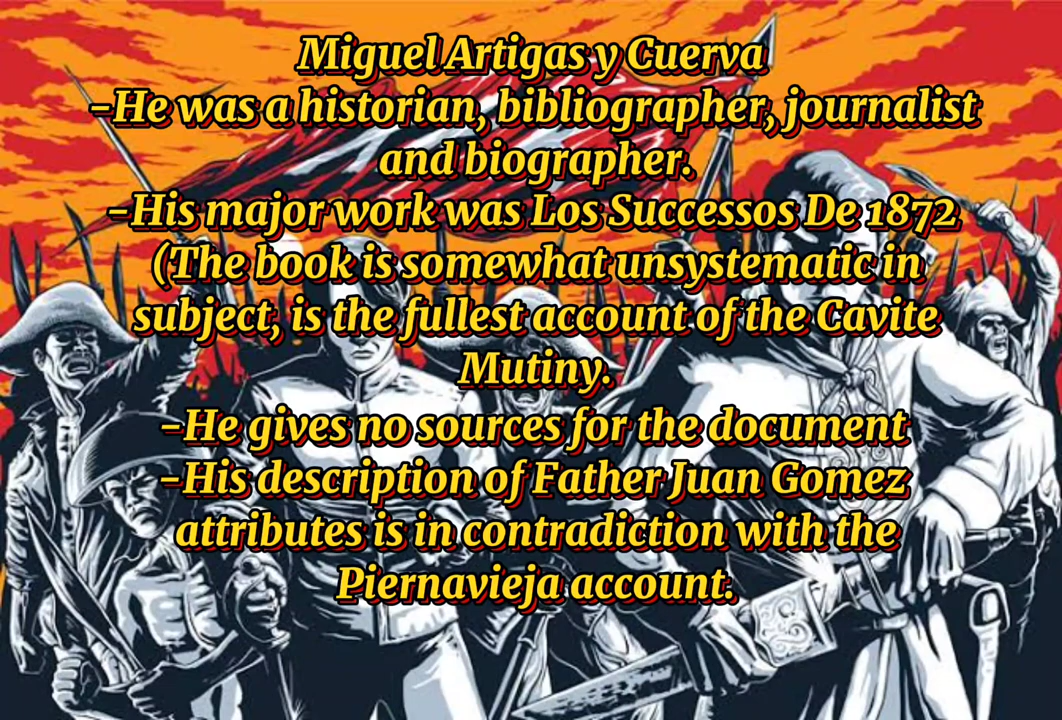 Miguel Artigas y Cuerva
-He was a historian, bibliographer, journalist
and biographer.
-His major work was Los Successos De 1872
(The book is somewhat unsystematic in
subject, is the fullest account of the Cavite
Mutiny.
-He gives no sources for the document
-His description of Father Juan Gomez
attributes is in contradiction with the
Piernavieja account.